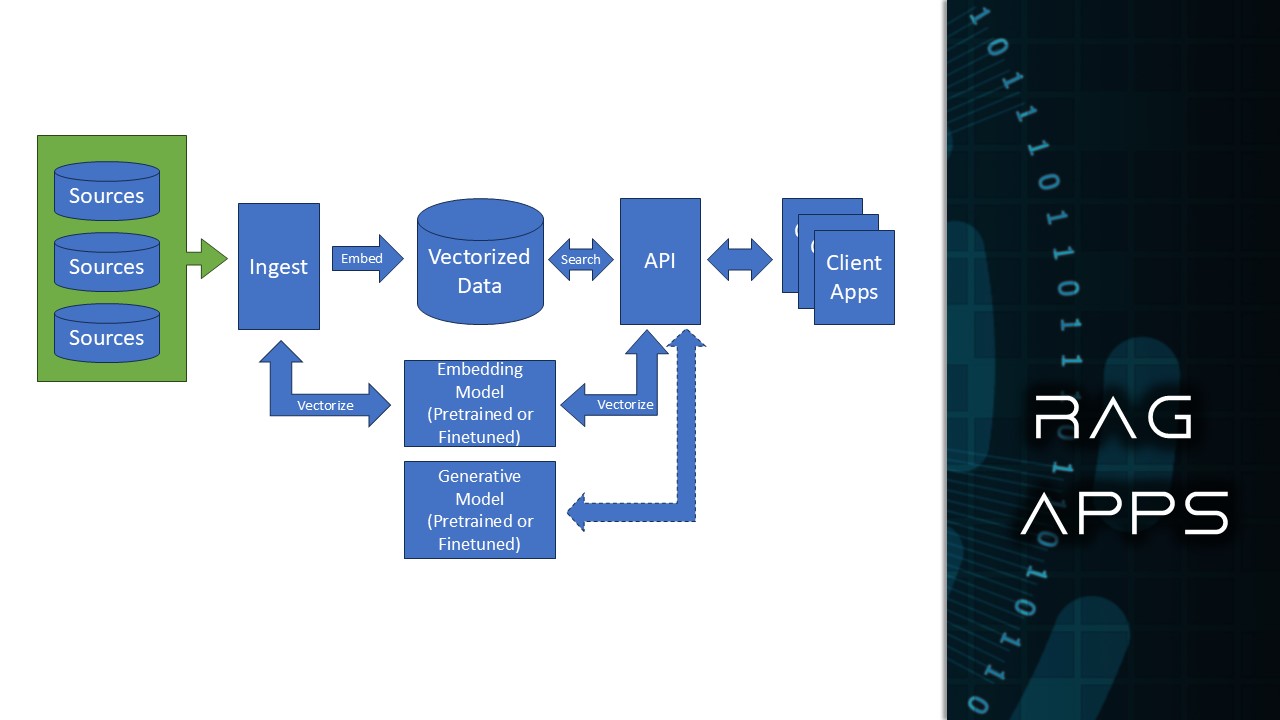 Sources
Sources
Sources
Ingest
Embed
Vectorized
Data
Search
API
Client
Apps
Vectorize
Embedding
Model
(Pretrained or
Finetuned)
Vectorize
Generative
Model
(Pretrained or
Finetuned)
RAG
APPS